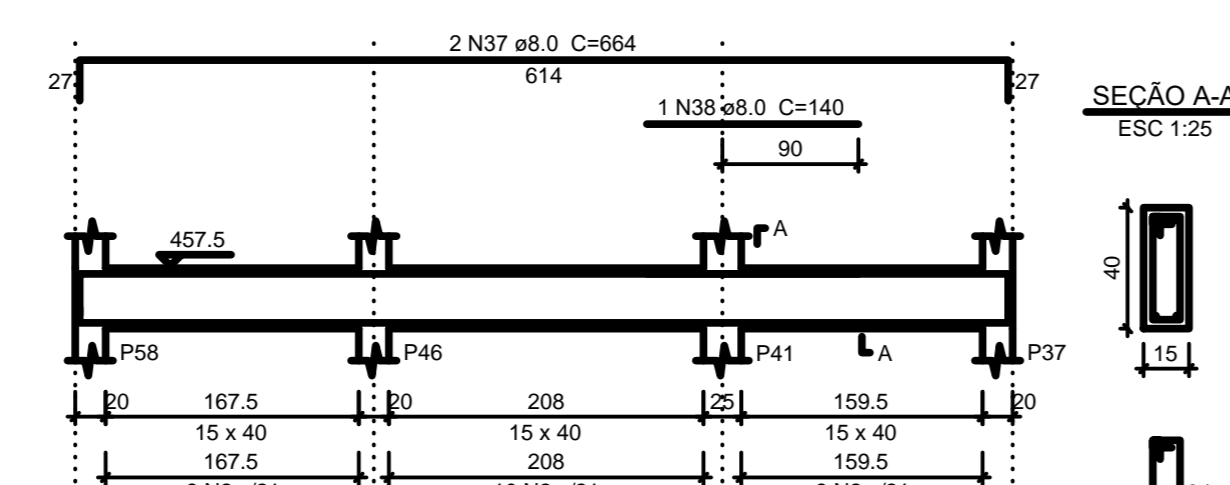 2 N37 ø8.0 C=664
27 614 27
1 N38 ø8.0 C=140
90
SEÇÃO A-A
ESC 1:25
457.5
A
40
P58 P46 P41 A P37
15
20 167.5 20 208 25 159.5 20
15 x 40 15 x 40 15 x 40
167.5 208 159.5